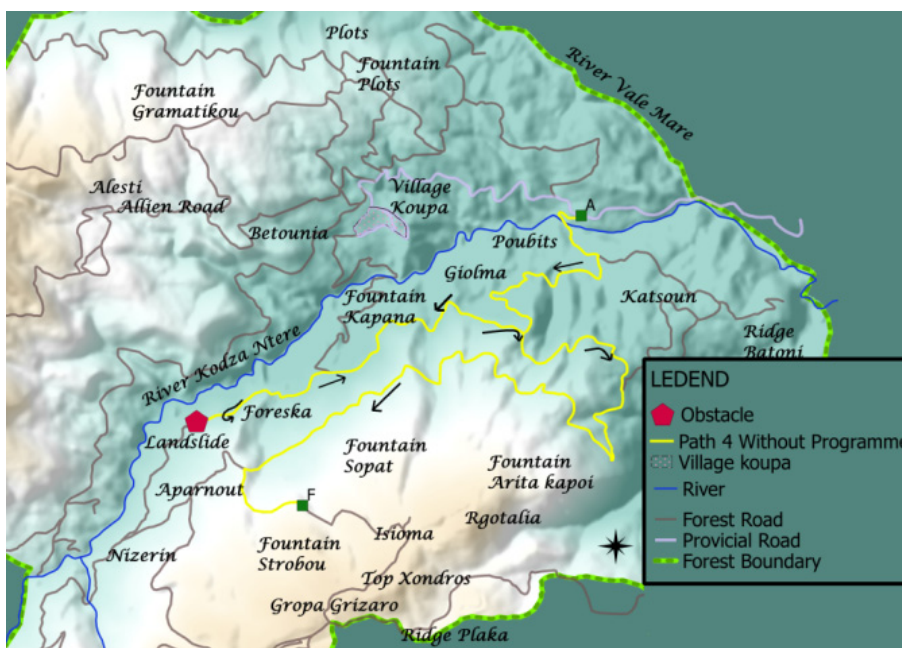 Plots
River Vale Mare
Fountain
Plots
Fountain
Gramatikou
Alesti
Allien Road
Village
Koupa
A
Betounia
Poubits
Giolma
Fountain
Kapana
Katsoun
Ridge
Batoni
River Kodza Ntere
Foreska
Landslide
Fountain
Sopat
Aparnout
Fountain
Arita kapoi
F
Rgotalia
Isioma
Nizerin
Fountain
Strobou
Top Xondros
Gropa Grizaro
Ridge Plaka
LEDEND
Obstacle
Path 4 Without Programme
Village koupa
River
Forest Road
Provicial Road
Forest Boundary